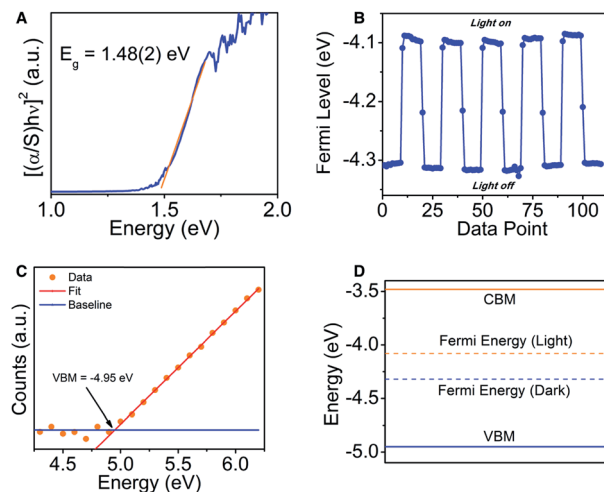 A
E_g = 1.48(2) eV
[(α/S)hν]² (a.u.)
1.0 1.5 2.0
Energy (eV)
B
Light on
-4.1
-4.2
-4.3
Light off
Fermi Level (eV)
0 25 50 75 100
Data Point
C
Data
Fit
Baseline
VBM = -4.95 eV
Counts (a.u.)
4.5 5.0 5.5 6.0
Energy (eV)
D
-3.5
CBM
-4.0
Fermi Energy (Light)
-4.5
Fermi Energy (Dark)
-5.0
VBM
Energy (eV)